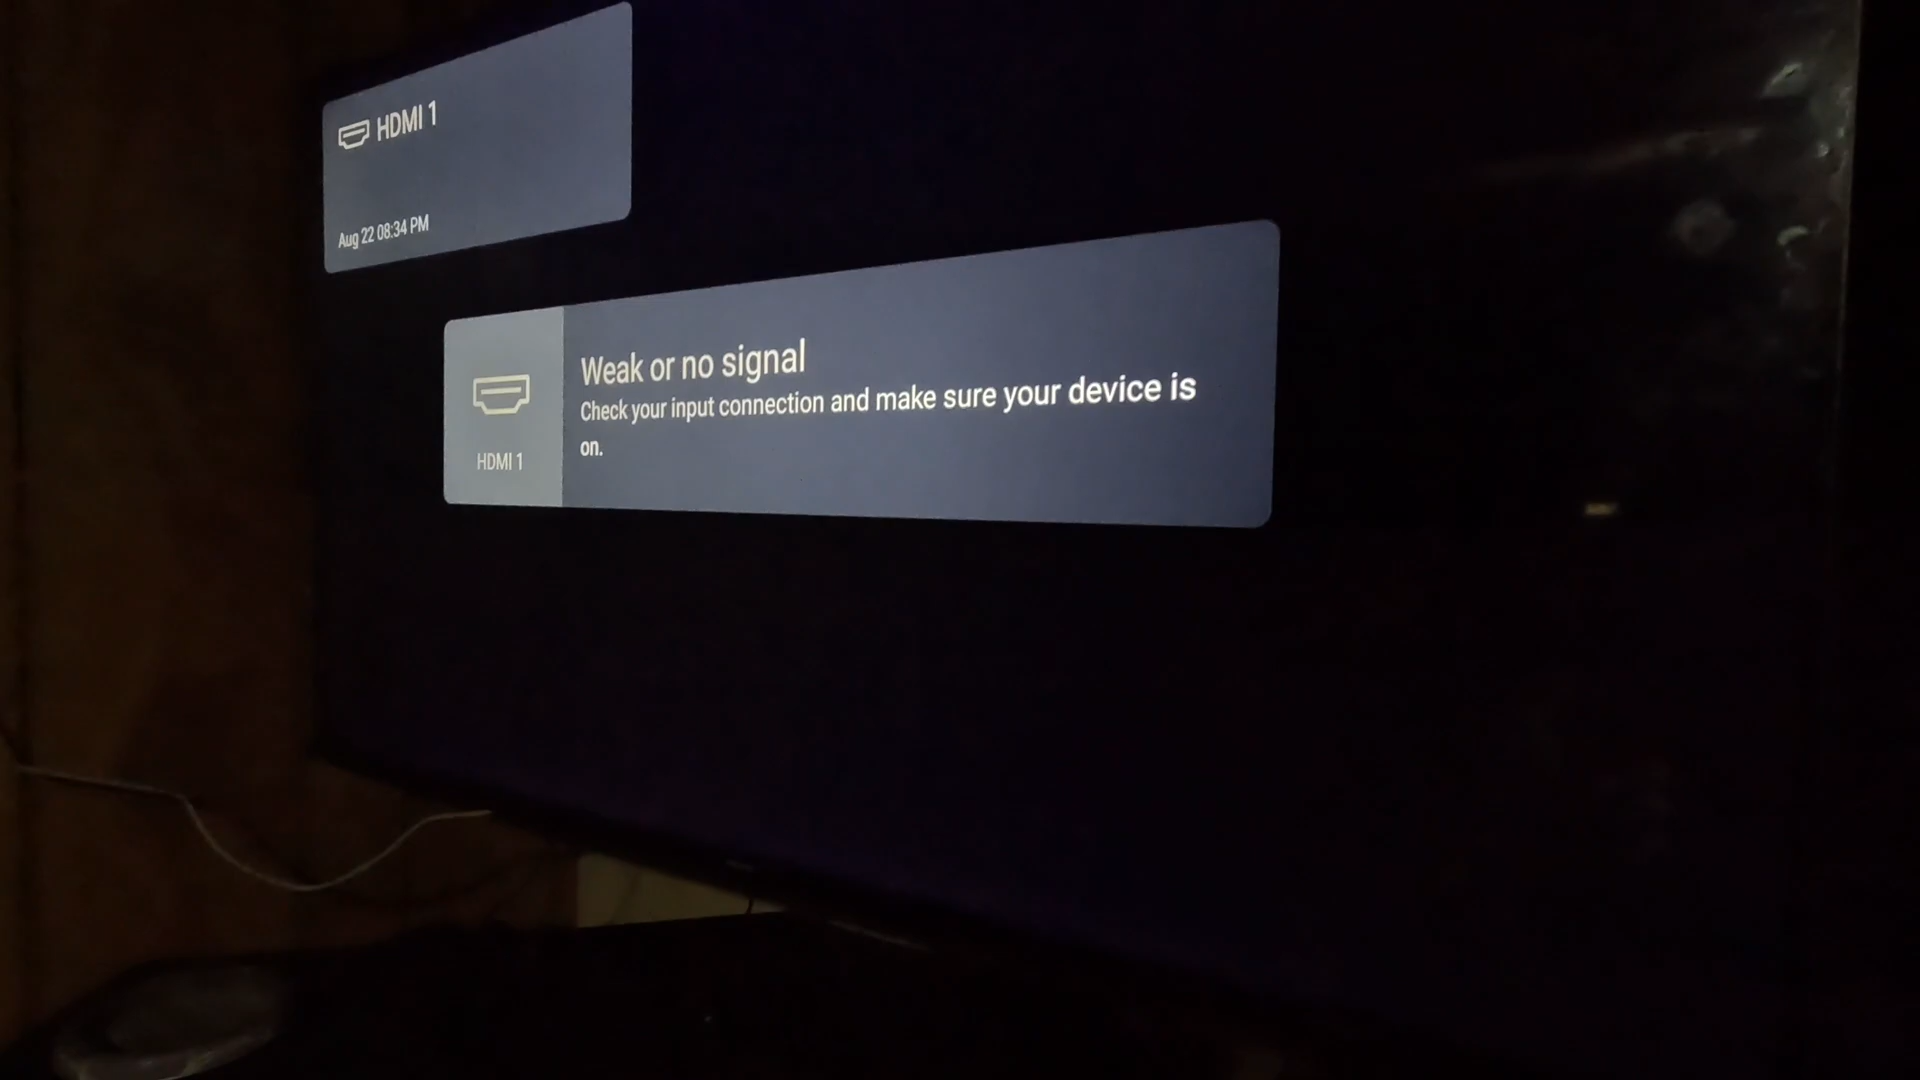 HDMI 1
Aug 22 08:34 PM
Weak or no signal
Check your input connection and make sure your device is
on.
HDMI 1